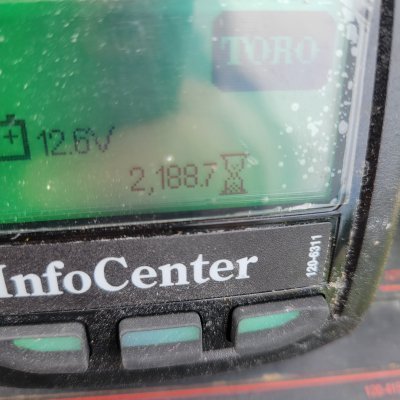 TORO
12.6V
2,188.7
InfoCenter
120-6311